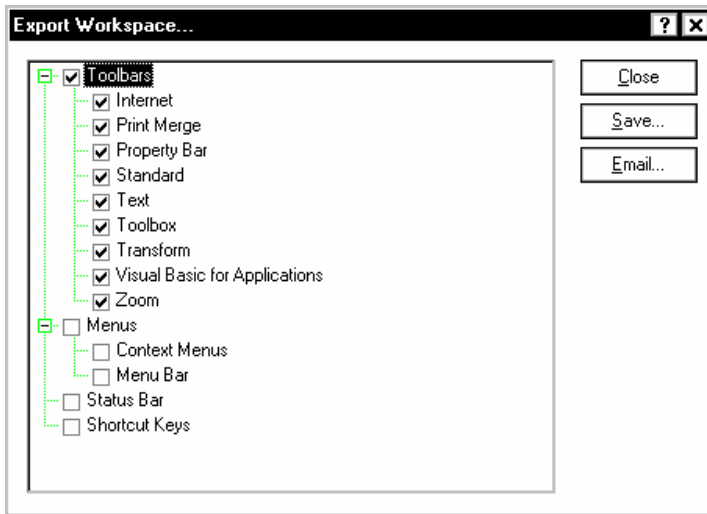 Export Workspace...
Toolbars
Internet
Print Merge
Property Bar
Standard
Text
Toolbox
Transform
Visual Basic for Applications
Zoom
Menus
Context Menus
Menu Bar
Status Bar
Shortcut Keys
Close
Save...
Email...